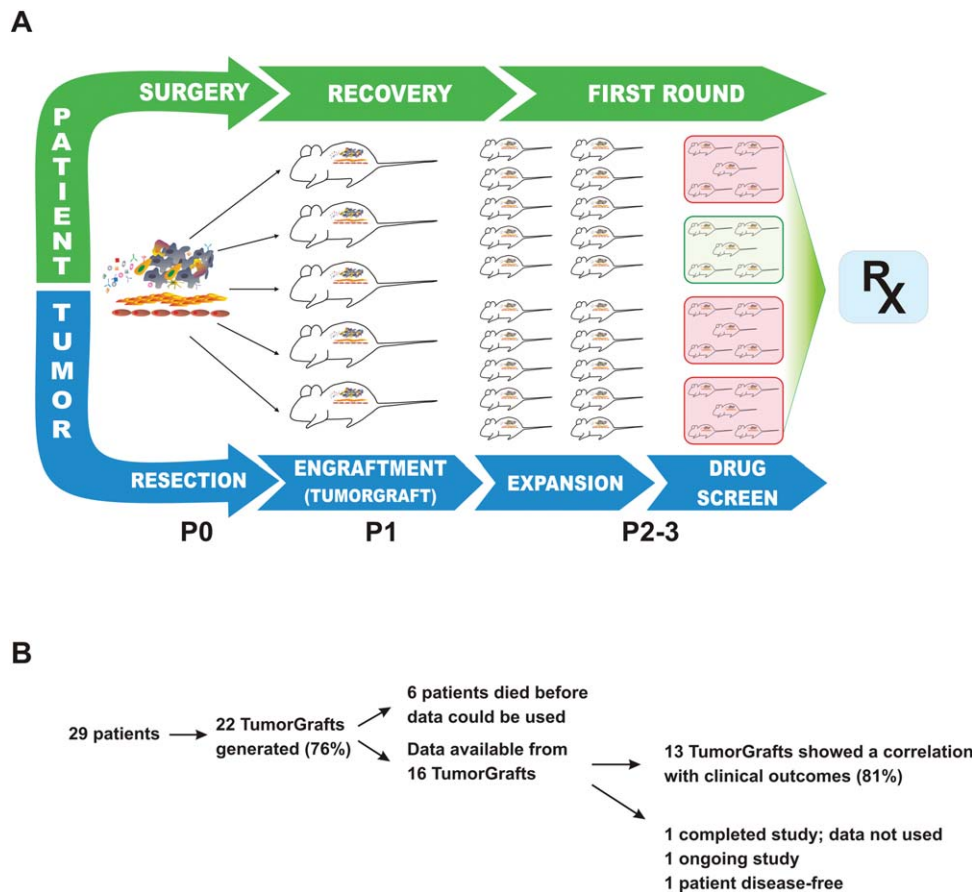 A
PATIENT
SURGERY
RECOVERY
FIRST ROUND
Rx
TUMOR
RESECTION
ENGRAFTMENT
(TUMORGRAFT)
EXPANSION
DRUG
SCREEN
P0
P1
P2-3
B
29 patients
22 TumorGrafts
generated (76%)
6 patients died before
data could be used
Data available from
16 TumorGrafts
13 TumorGrafts showed a correlation
with clinical outcomes (81%)
1 completed study; data not used
1 ongoing study
1 patient disease-free